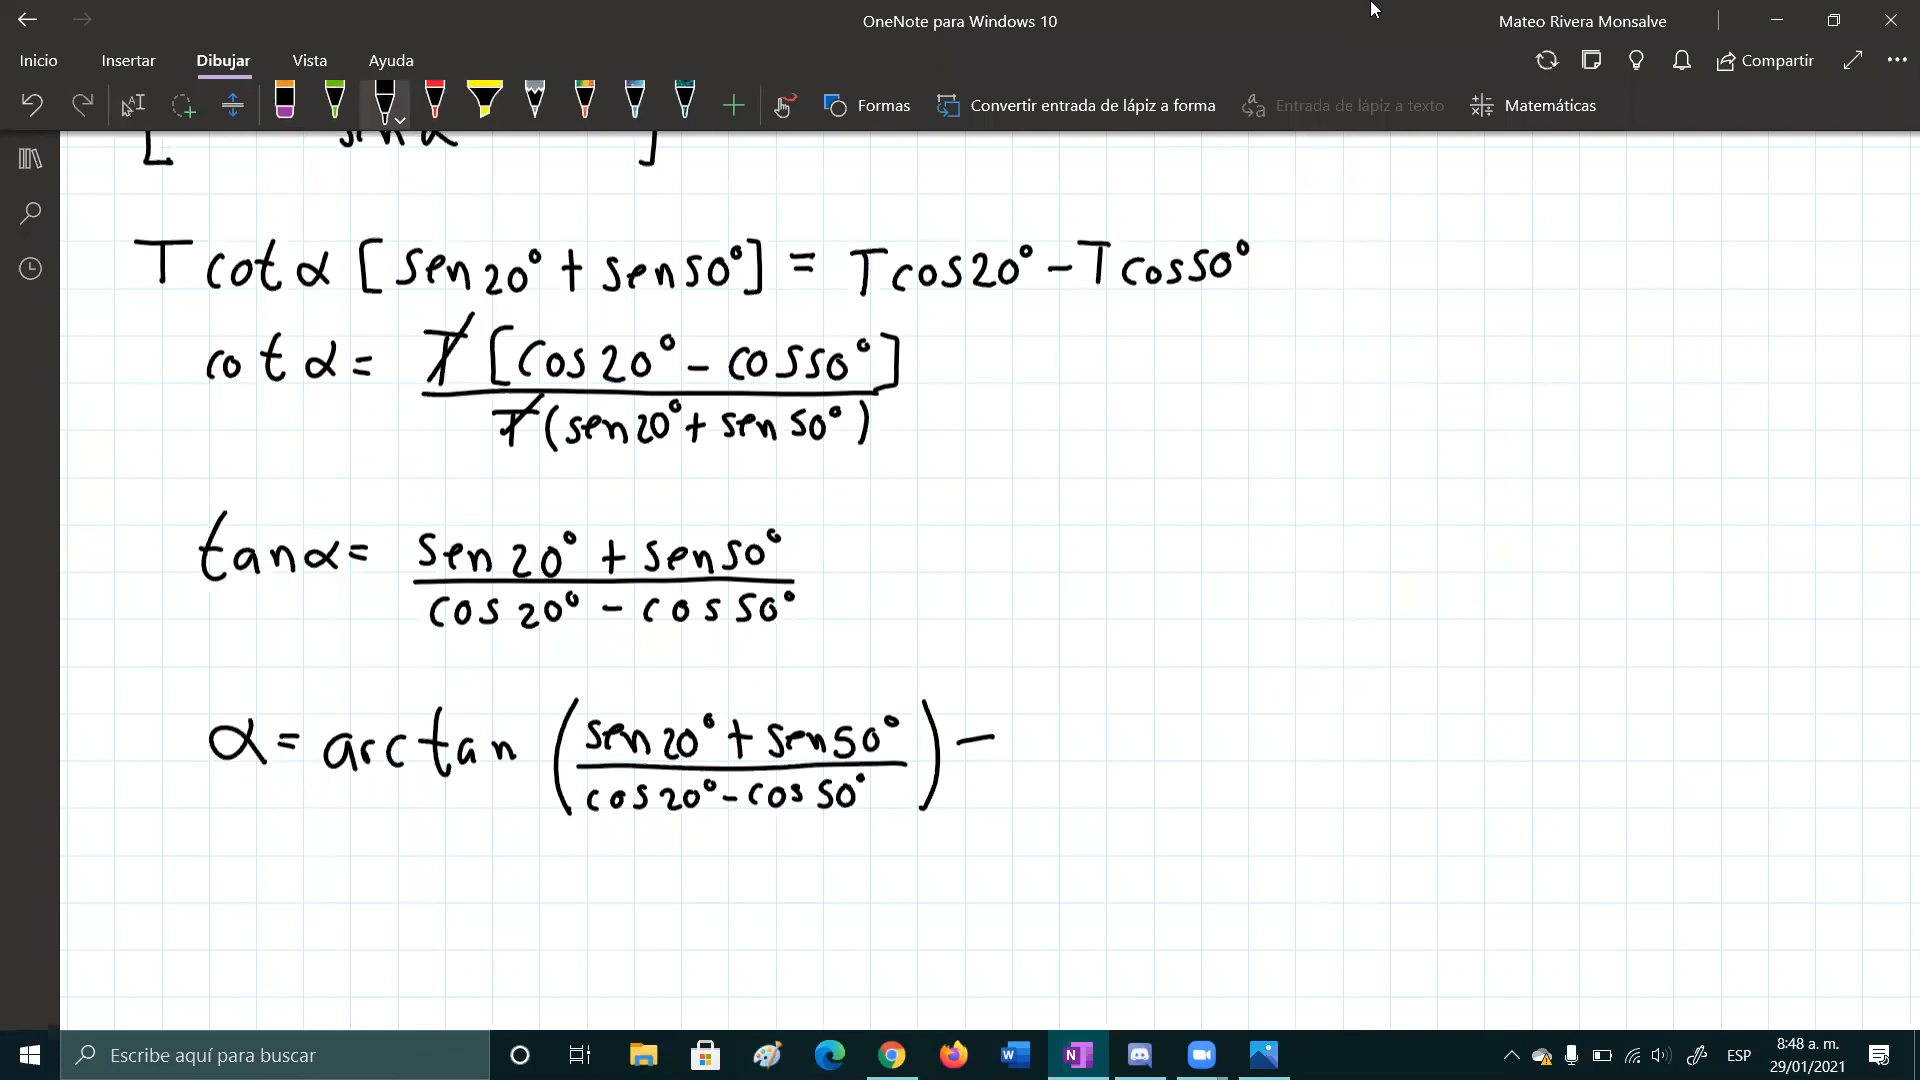 OneNote para Windows 10
Mateo Rivera Monsalve
Inicio Insertar Dibujar Vista Ayuda
Compartir
Formas Convertir entrada de lápiz a forma Entrada de lápiz a texto Matemáticas
[ sin α ]
T cot α [sen 20° + sen 50°] = T cos 20° - T cos 50°
cot α = T [cos 20° - cos 50°]
T (sen 20° + sen 50°)
tan α = sen 20° + sen 50°
cos 20° - cos 50°
α = arc tan (sen 20° + sen 50°) -
cos 20° - cos 50°
Escribe aquí para buscar
ESP
8:48 a. m.
29/01/2021